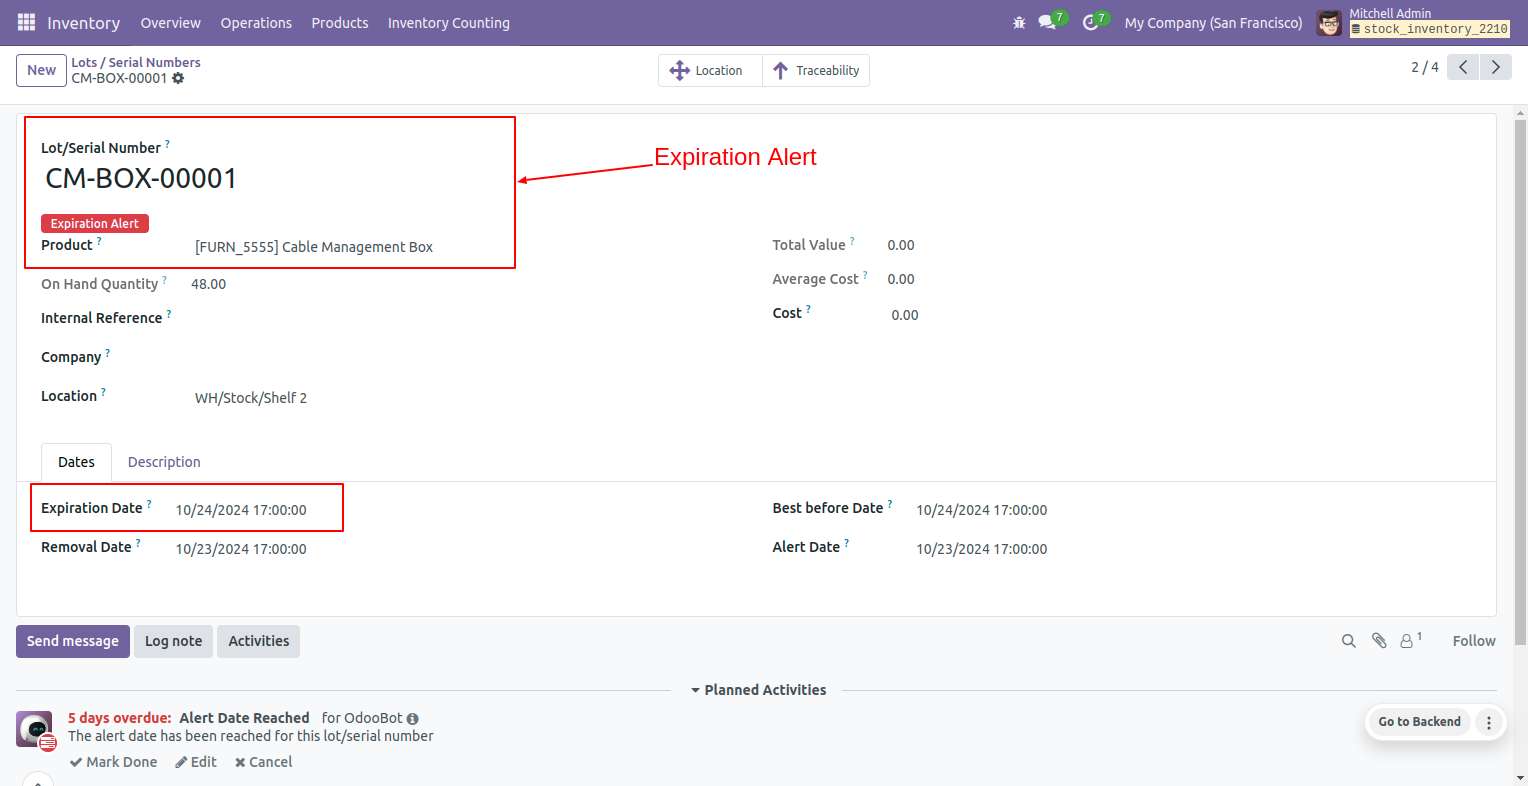 Inventory Overview Operations Products Inventory Counting 7 7 My Company (San Francisco) Mitchell Admin
stock_inventory_2210
New Lots / Serial Numbers
CM-BOX-00001
Location Traceability 2 / 4
Lot/Serial Number ?
CM-BOX-00001
Expiration Alert
Expiration Alert
Product ? [FURN_5555] Cable Management Box
Total Value ? 0.00
On Hand Quantity ? 48.00
Average Cost ? 0.00
Internal Reference ?
Cost ? 0.00
Company ?
Location ? WH/Stock/Shelf 2
Dates Description
Expiration Date ? 10/24/2024 17:00:00
Best before Date ? 10/24/2024 17:00:00
Removal Date ? 10/23/2024 17:00:00
Alert Date ? 10/23/2024 17:00:00
Send message Log note Activities 1 Follow
Planned Activities
5 days overdue: Alert Date Reached for OdooBot
The alert date has been reached for this lot/serial number
Go to Backend
Mark Done Edit Cancel